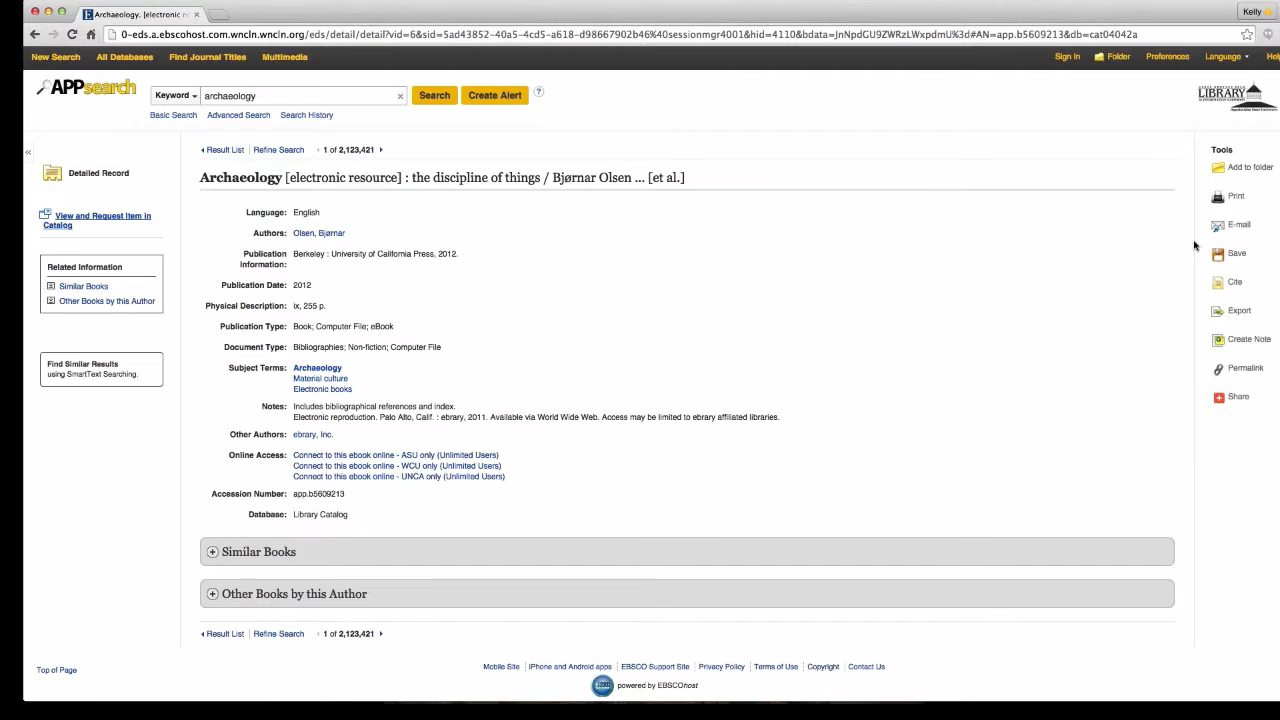 Archaeology. [electronic r
Kelly
0-eds.a.ebscohost.com.wncln.wncln.org/eds/detail/detail?vid=6&sid=5ad43852-40a5-4cd5-a618-d98667902b46%40sessionmgr4001&hid=4110&bdata=JnNpdGU9ZWRzLWxpdmU%3d#AN=app.b5609213&db=cat04042a
New Search All Databases Find Journal Titles Multimedia Sign In Folder Preferences Language Hel
APPsearch
Keyword archaeology Search Create Alert
LIBRARY
Basic Search Advanced Search Search History
Result List Refine Search 1 of 2,123,421
Tools
Detailed Record
View and Request Item in
Catalog
Related Information
Similar Books
Other Books by this Author
Find Similar Results
using SmartText Searching.
Archaeology [electronic resource] : the discipline of things / Bjørnar Olsen ... [et al.]
Language: English
Authors: Olsen, Bjørnar
Publication Berkeley : University of California Press, 2012.
Information:
Publication Date: 2012
Physical Description: ix, 255 p.
Publication Type: Book; Computer File; eBook
Document Type: Bibliographies; Non-fiction; Computer File
Subject Terms: Archaeology
Material culture
Electronic books
Notes: Includes bibliographical references and index.
Electronic reproduction. Palo Alto, Calif. : ebrary, 2011. Available via World Wide Web. Access may be limited to ebrary affiliated libraries.
Other Authors: ebrary, Inc.
Online Access: Connect to this ebook online - ASU only (Unlimited Users)
Connect to this ebook online - WCU only (Unlimited Users)
Connect to this ebook online - UNCA only (Unlimited Users)
Accession Number: app.b5609213
Database: Library Catalog
Similar Books
Other Books by this Author
Result List Refine Search 1 of 2,123,421
Add to folder
Print
E-mail
Save
Cite
Export
Create Note
Permalink
Share
Top of Page
Mobile Site iPhone and Android apps EBSCO Support Site Privacy Policy Terms of Use Copyright Contact Us
powered by EBSCOhost